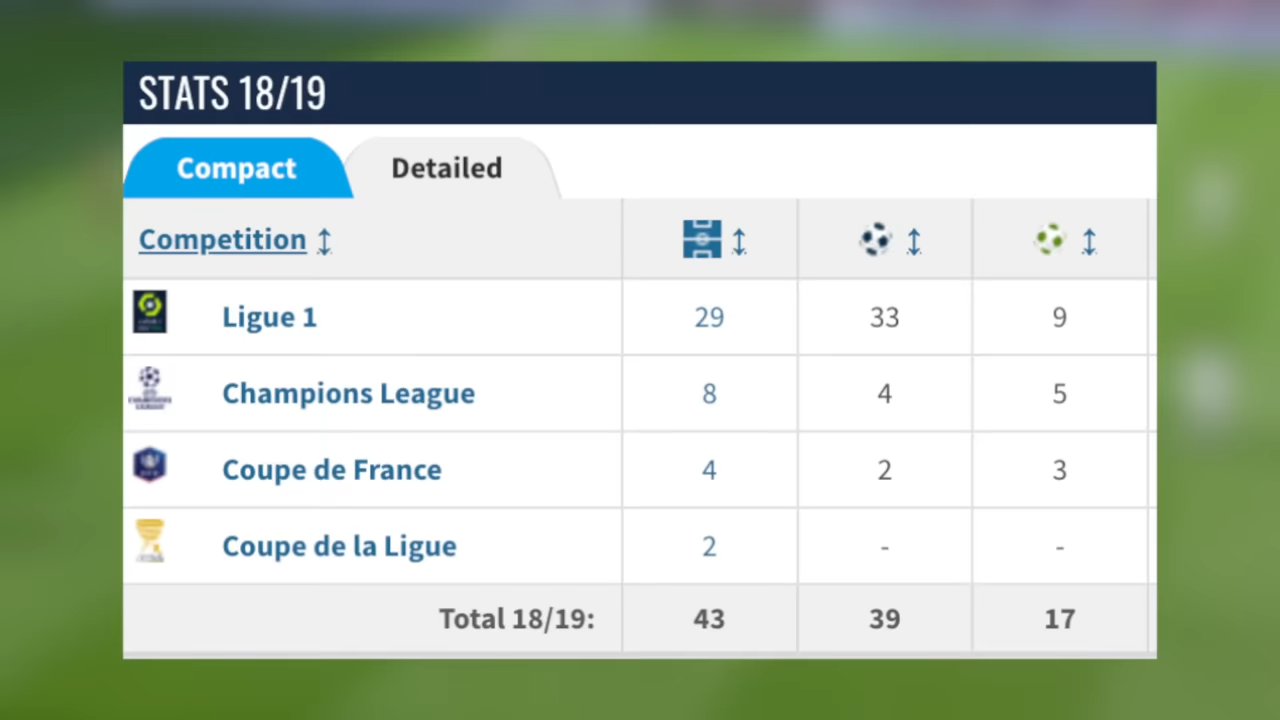 STATS 18/19
Compact Detailed
Competition
Ligue 1 29 33 9
Champions League 8 4 5
Coupe de France 4 2 3
Coupe de la Ligue 2 - -
Total 18/19: 43 39 17